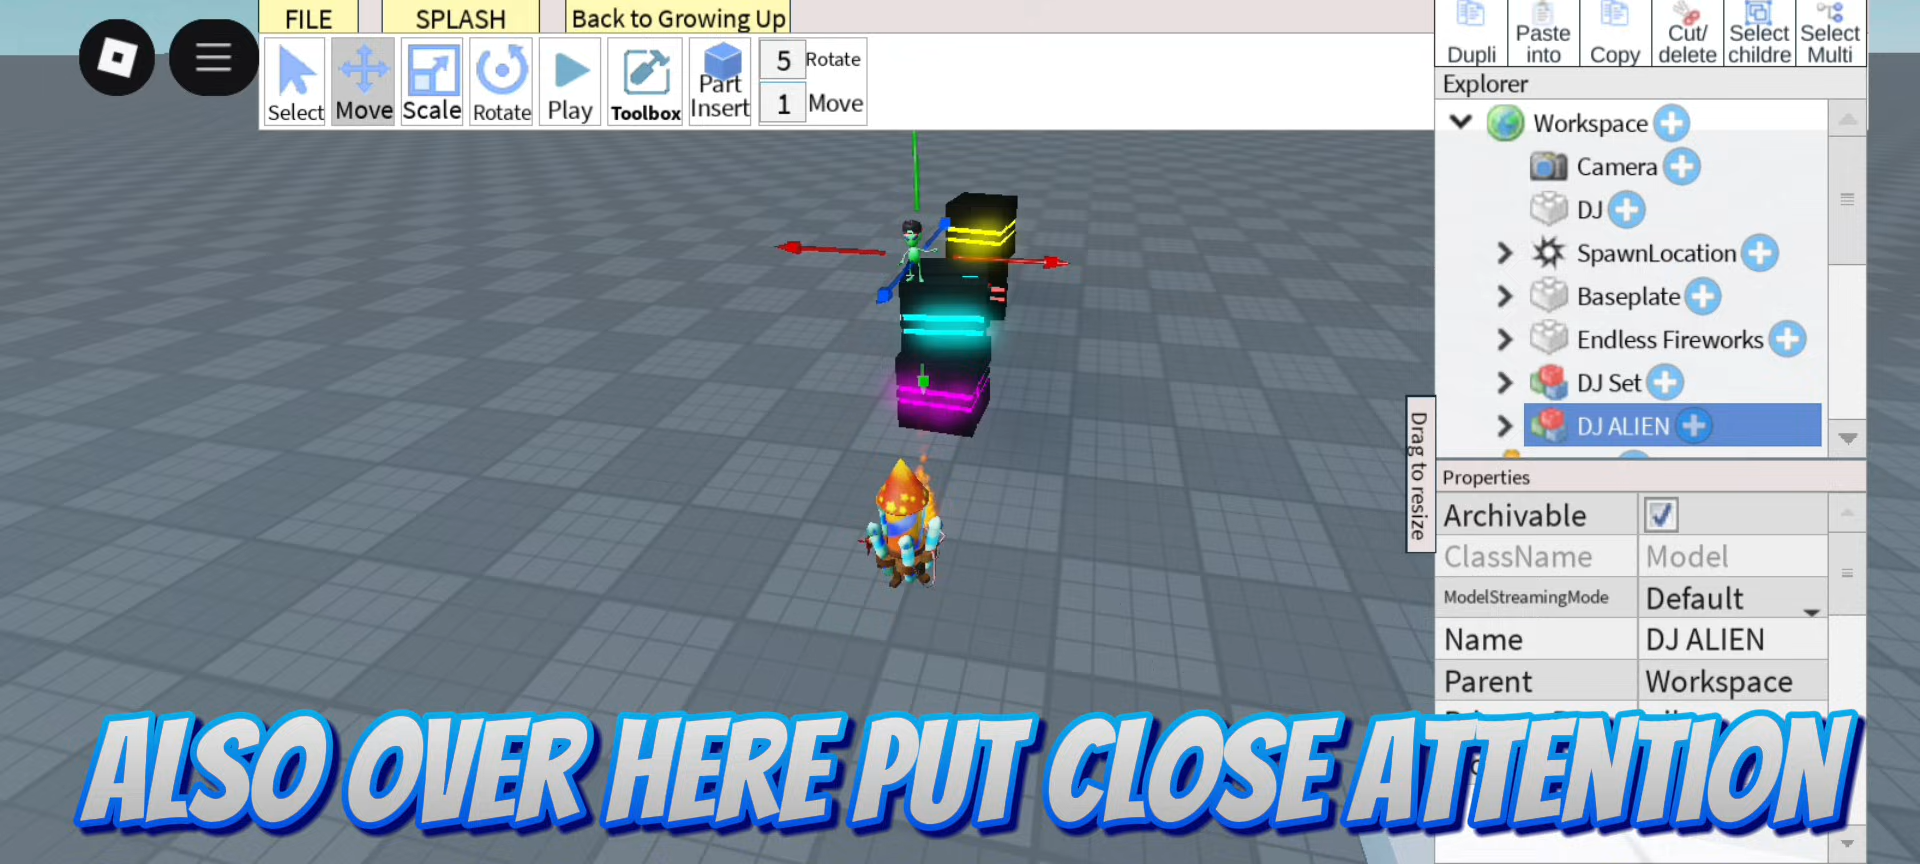 FILE
SPLASH
Back to Growing Up
Select
Move
Scale
Rotate
Play
Toolbox
Part
Insert
5 Rotate
1 Move
Dupli
Paste
into
Copy
Cut/
delete
Select
childre
Select
Multi
Explorer
Workspace
Camera
DJ
SpawnLocation
Baseplate
Endless Fireworks
DJ Set
DJ ALIEN
Drag to resize
Properties
Archivable
ClassName Model
ModelStreamingMode Default
Name DJ ALIEN
Parent Workspace
ALSO OVER HERE PUT CLOSE ATTENTION